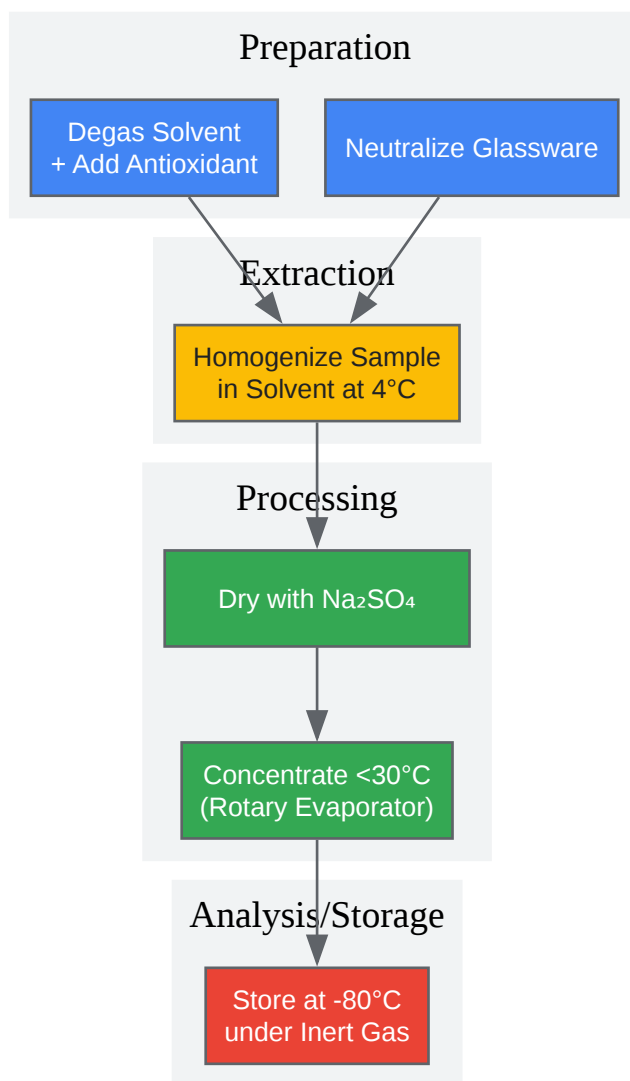 Preparation
Degas Solvent
+ Add Antioxidant
Neutralize Glassware
Extraction
Homogenize Sample
in Solvent at 4°C
Processing
Dry with Na₂SO₄
Concentrate <30°C
(Rotary Evaporator)
Analysis/Storage
Store at -80°C
under Inert Gas